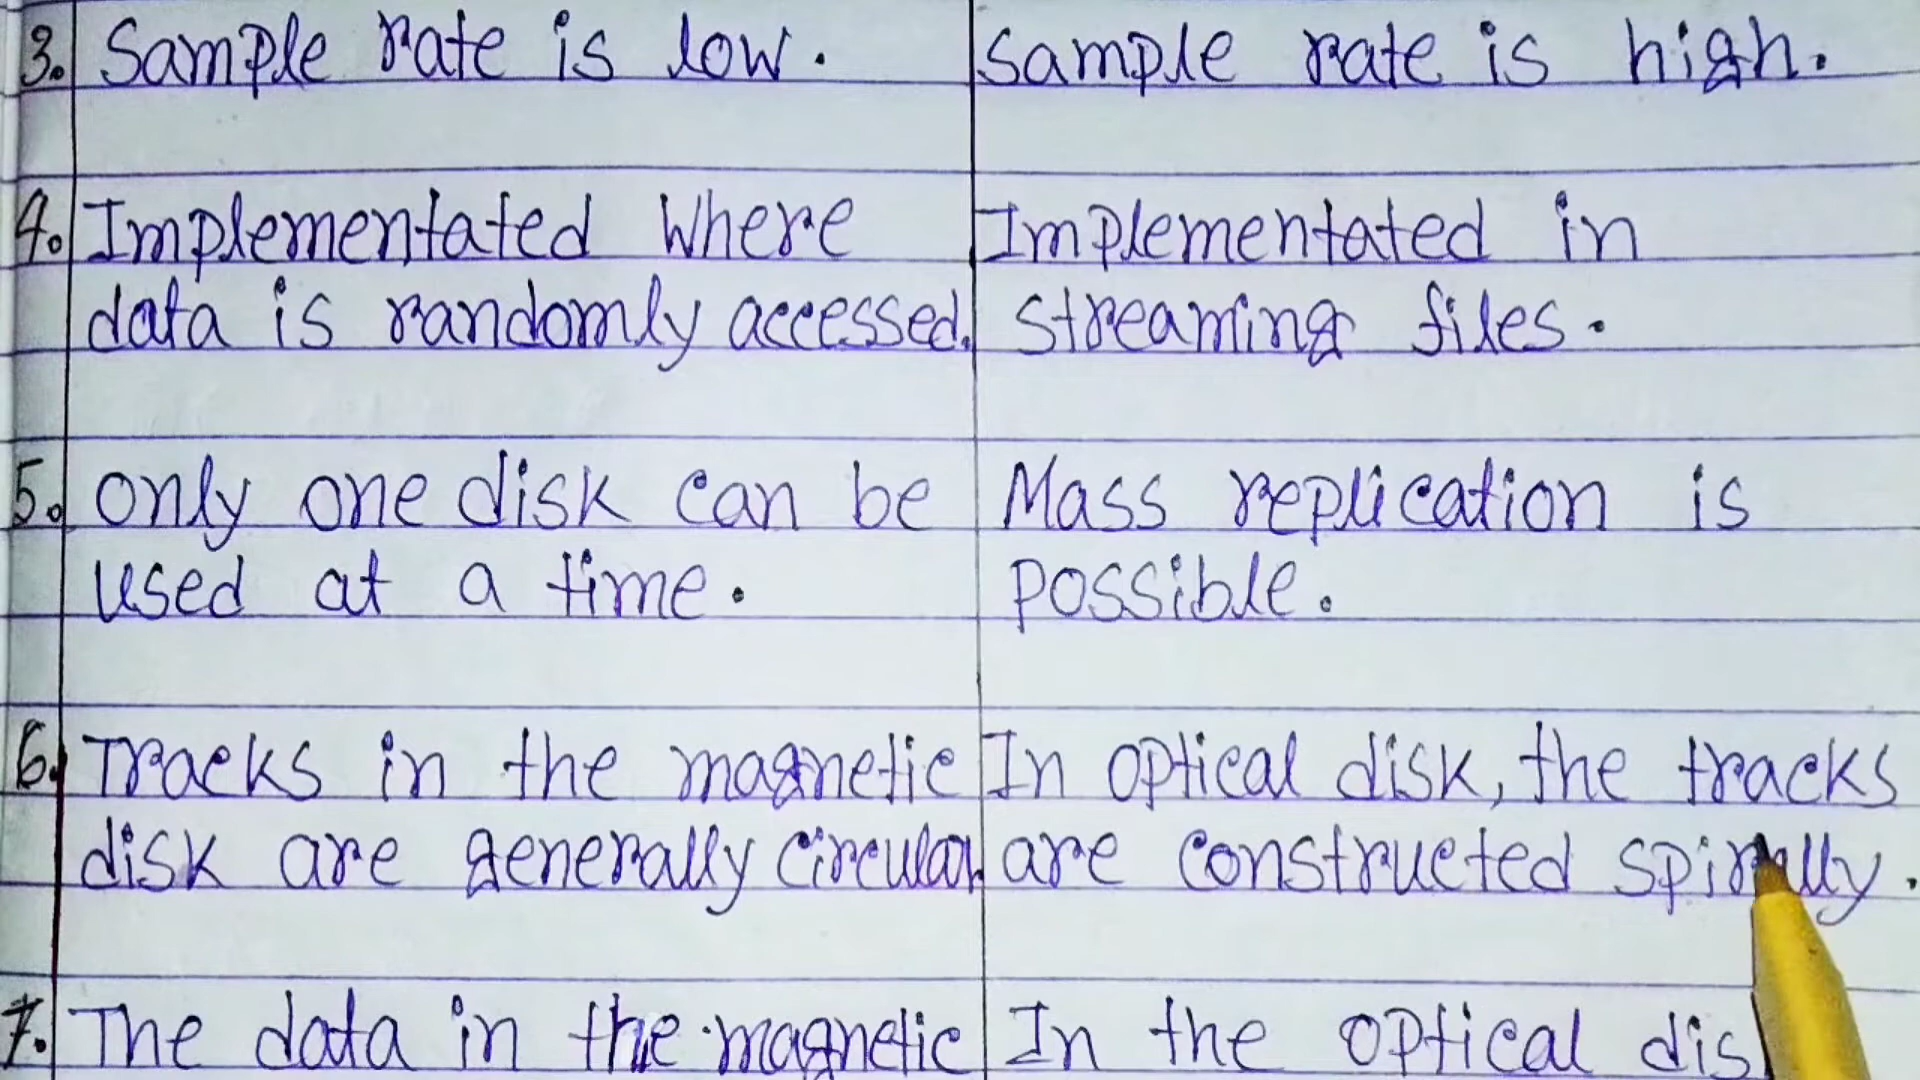 3. Sample rate is low.
Sample rate is high.
4. Implementated where
data is randomly accessed.
Implementated in
streaming files.
5. Only one disk can be
used at a time.
Mass replication is
possible.
6. Tracks in the magnetic
disk are generally circular.
In optical disk, the tracks
are constructed spirally.
7. The data in the magnetic
In the optical dis